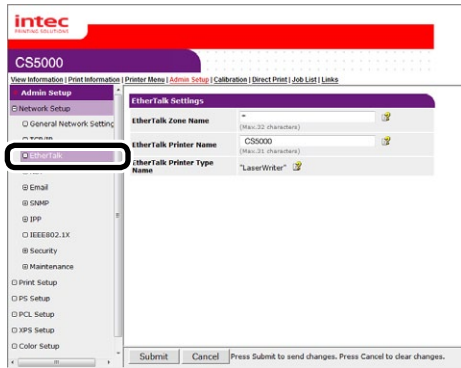 intec
PRINTING SOLUTIONS
CS5000
View Information | Print Information | Printer Menu | Admin Setup | Calibration | Direct Print | Job List | Links
Admin Setup
Network Setup
General Network Setting
TCP/IP
EtherTalk
Email
SNMP
IPP
IEEE802.1X
Security
Maintenance
Print Setup
PS Setup
PCL Setup
XPS Setup
Color Setup
EtherTalk Settings
EtherTalk Zone Name
*
(Max.32 characters)
EtherTalk Printer Name
CS5000
(Max.31 characters)
EtherTalk Printer Type
Name
"LaserWriter"
Submit
Cancel
Press Submit to send changes. Press Cancel to clear changes.